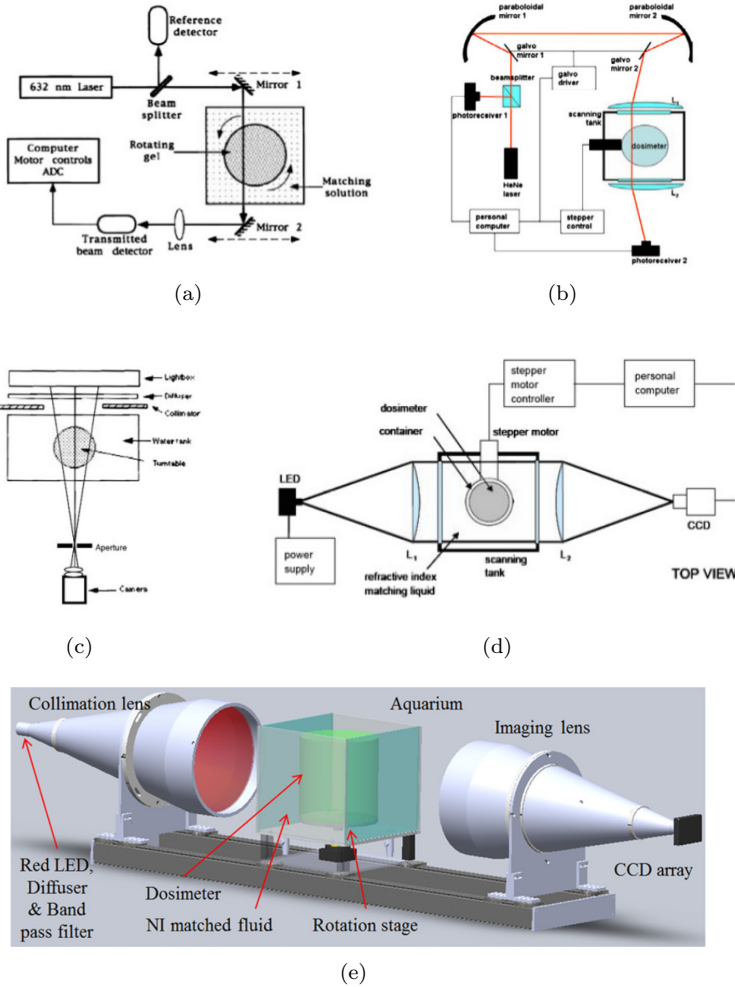 Reference
detector
632 nm Laser
Beam
splitter
Mirror 1
Computer
Motor controls
ADC
Rotating
gel
Matching
solution
Transmitted
beam detector
Lens
Mirror 2
(a)
paraboloidal
mirror 1
paraboloidal
mirror 2
galvo
mirror 1
galvo
mirror 2
beamsplitter
galvo
driver
photoreceiver 1
L₁
scanning
tank
dosimeter
HeNe
laser
L₂
personal
computer
stepper
control
photoreceiver 2
(b)
Lightbox
Diffuser
Collimator
Water tank
Turntable
Aperture
Camera
(c)
stepper
motor
controller
personal
computer
dosimeter
container
stepper motor
LED
CCD
power
supply
L₁
scanning
tank
L₂
refractive index
matching liquid
TOP VIEW
(d)
Collimation lens
Aquarium
Imaging lens
Red LED,
Diffuser
& Band
pass filter
Dosimeter
NI matched fluid
Rotation stage
CCD array
(e)